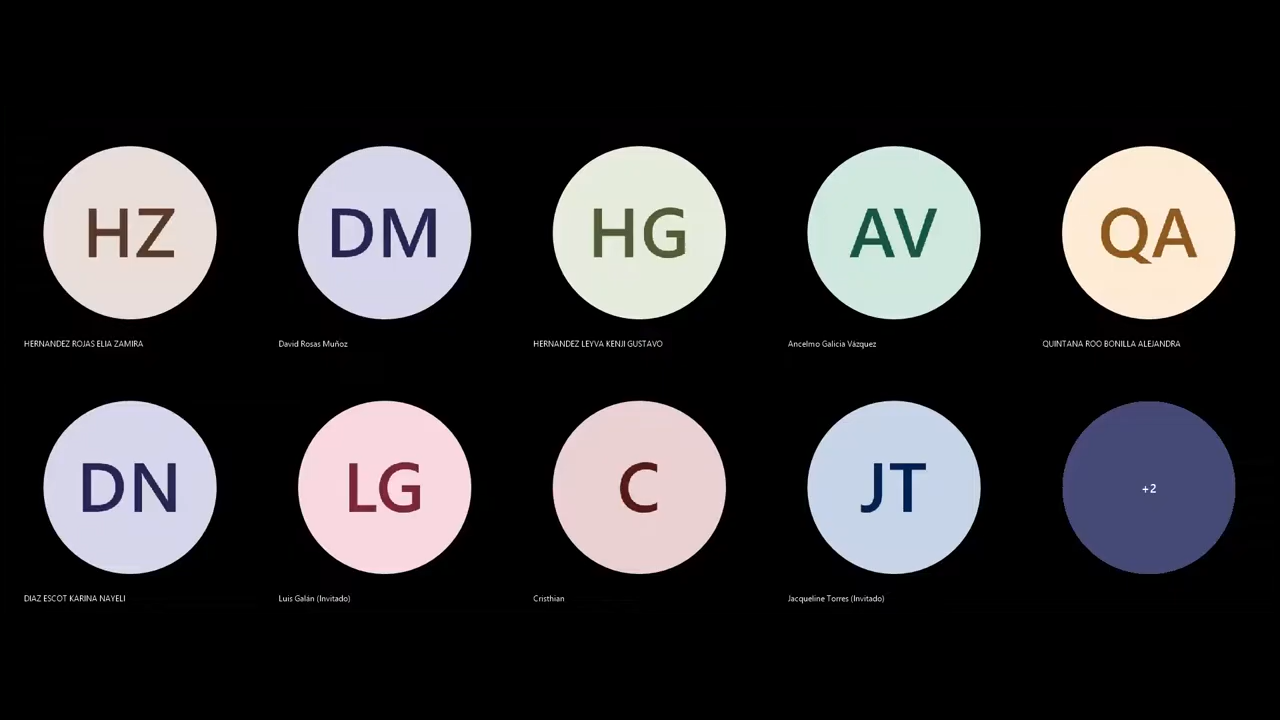 HZ
DM
HG
AV
QA
HERNANDEZ ROJAS ELIA ZAMIRA
David Rosas Muñoz
HERNANDEZ LEYVA KENJI GUSTAVO
Ancelmo Galicia Vázquez
QUINTANA ROO BONILLA ALEJANDRA
DN
LG
C
JT
+2
DIAZ ESCOT KARINA NAYELI
Luis Galán (Invitado)
Cristhian
Jacqueline Torres (Invitado)